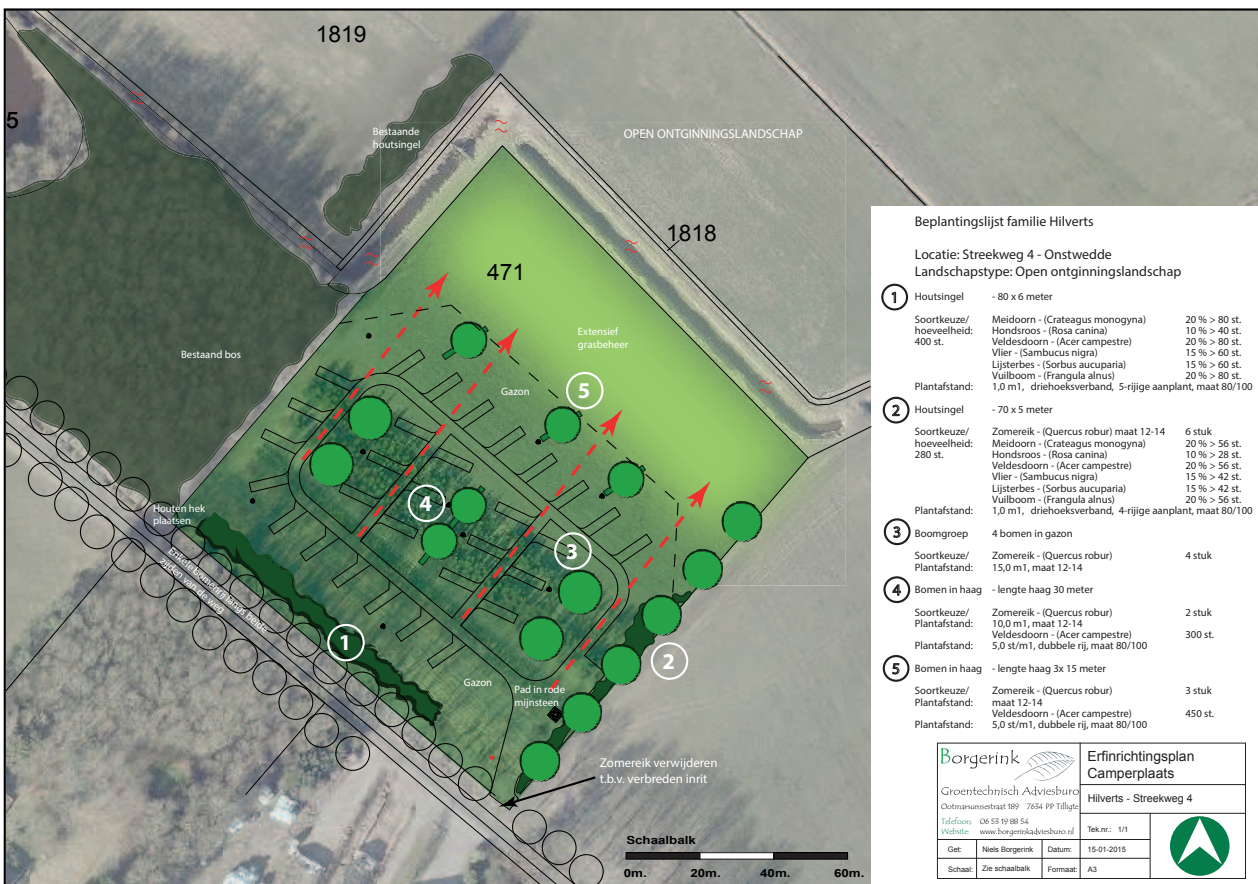 1819
5
Bestaande
houtsingel
OPEN ONTGINNINGSLANDSCHAP
1818
471
Bestaand bos
Extensief
grasbeheer
Gazon
5
4
3
Houten hek
plaatsen
Enkele bomenrij langs beide
zijden van de weg
1
2
Gazon
Pad in rode
mijnsteen
Zomereik verwijderen
t.b.v. verbreden inrit
Schaalbalk
0m. 20m. 40m. 60m.
Beplantingslijst familie Hilverts
Locatie: Streekweg 4 - Onstwedde
Landschapstype: Open ontginningslandschap
1 Houtsingel - 80 x 6 meter
Soortkeuze/ Meidoorn - (Crateagus monogyna) 20 % > 80 st.
hoeveelheid: Hondsroos - (Rosa canina) 10 % > 40 st.
400 st. Veldesdoorn - (Acer campestre) 20 % > 80 st.
Vlier - (Sambucus nigra) 15 % > 60 st.
Lijsterbes - (Sorbus aucuparia) 15 % > 60 st.
Vuilboom - (Frangula alnus) 20 % > 80 st.
Plantafstand: 1,0 m1, driehoeksverband, 5-rijige aanplant, maat 80/100
2 Houtsingel - 70 x 5 meter
Soortkeuze/ Zomereik - (Quercus robur) maat 12-14 6 stuk
hoeveelheid: Meidoorn - (Crateagus monogyna) 20 % > 56 st.
280 st. Hondsroos - (Rosa canina) 10 % > 28 st.
Veldesdoorn - (Acer campestre) 20 % > 56 st.
Vlier - (Sambucus nigra) 15 % > 42 st.
Lijsterbes - (Sorbus aucuparia) 15 % > 42 st.
Vuilboom - (Frangula alnus) 20 % > 56 st.
Plantafstand: 1,0 m1, driehoeksverband, 4-rijige aanplant, maat 80/100
3 Boomgroep 4 bomen in gazon
Soortkeuze/ Zomereik - (Quercus robur) 4 stuk
Plantafstand: 15,0 m1, maat 12-14
4 Bomen in haag - lengte haag 30 meter
Soortkeuze/ Zomereik - (Quercus robur) 2 stuk
Plantafstand: 10,0 m1, maat 12-14
Veldesdoorn - (Acer campestre) 300 st.
Plantafstand: 5,0 st/m1, dubbele rij, maat 80/100
5 Bomen in haag - lengte haag 3x 15 meter
Soortkeuze/ Zomereik - (Quercus robur) 3 stuk
Plantafstand: maat 12-14
Veldesdoorn - (Acer campestre) 450 st.
Plantafstand: 5,0 st/m1, dubbele rij, maat 80/100
Borgerink
Groentechnisch Adviesburo
Ootmarsumsestraat 189 7634 PP Tilligte
Telefoon: 06 53 19 88 54
Website: www.borgerinkadviesburo.nl
Get: Niels Borgerink Datum: 15-01-2015
Schaal: Zie schaalbalk Formaat: A3
Erfinrichtingsplan
Camperplaats
Hilverts - Streekweg 4
Tek.nr.: 1/1